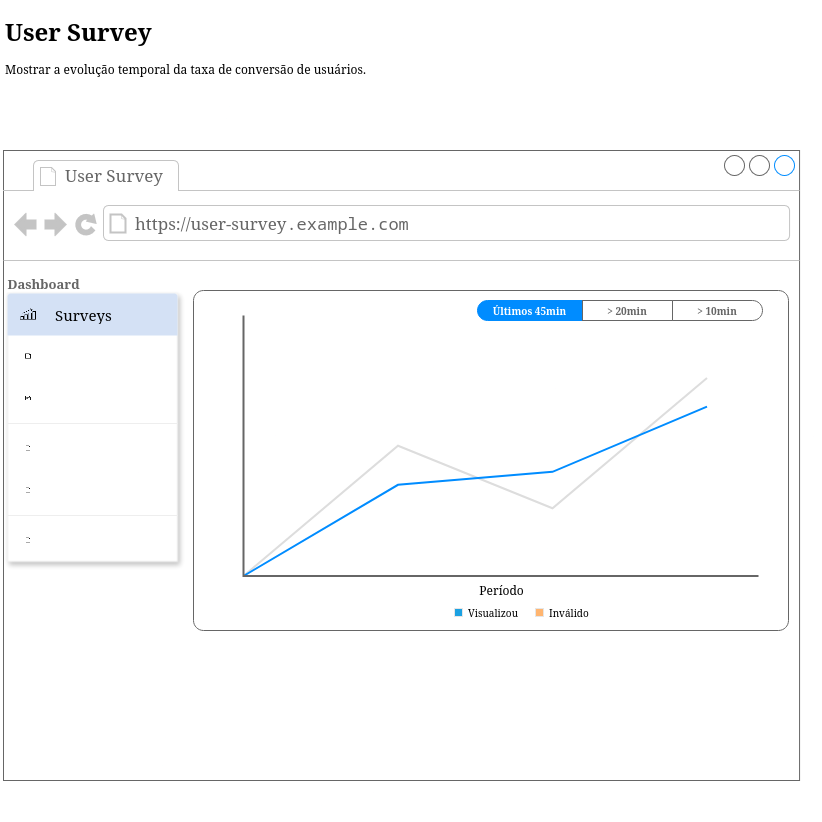 User Survey
Mostrar a evolução temporal da taxa de conversão de usuários.
User Survey
https://user-survey.example.com
Dashboard
Surveys
Últimos 45min
> 20min
> 10min
Período
Visualizou
Inválido